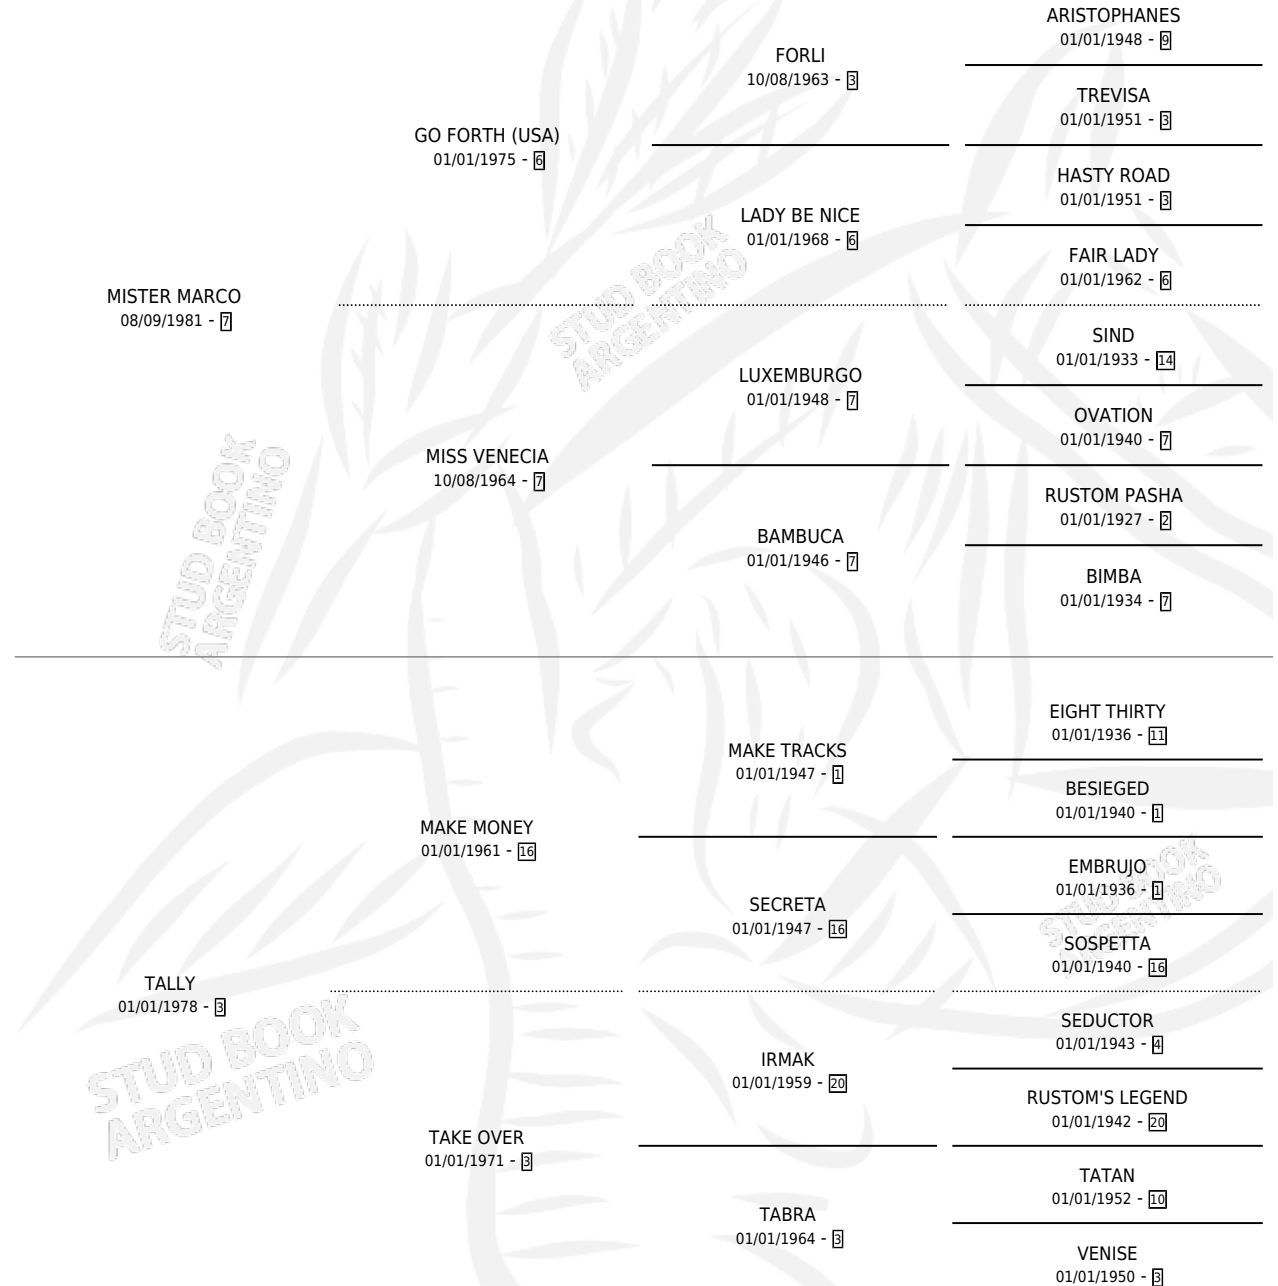 ARISTOPHANES
01/01/1948 - 9
FORLI
10/08/1963 - 3
TREVISA
01/01/1951 - 3
GO FORTH (USA)
01/01/1975 - 6
HASTY ROAD
01/01/1951 - 3
LADY BE NICE
01/01/1968 - 6
FAIR LADY
01/01/1962 - 6
MISTER MARCO
08/09/1981 - 7
STUD BOOK
ARGENTINO
SIND
01/01/1933 - 14
LUXEMBURGO
01/01/1948 - 7
OVATION
01/01/1940 - 7
MISS VENECIA
10/08/1964 - 7
RUSTOM PASHA
01/01/1927 - 2
BAMBUCA
01/01/1946 - 7
BIMBA
01/01/1934 - 7
STUD BOOK
ARGENTINO
EIGHT THIRTY
01/01/1936 - 11
MAKE TRACKS
01/01/1947 - 1
BESIEGED
01/01/1940 - 1
MAKE MONEY
01/01/1961 - 16
EMBRUJO
01/01/1936 - 1
SECRETA
01/01/1947 - 16
SOSPETTA
01/01/1940 - 16
STUD BOOK
ARGENTINO
TALLY
01/01/1978 - 3
SEDUCTOR
01/01/1943 - 4
IRMAK
01/01/1959 - 20
RUSTOM'S LEGEND
01/01/1942 - 20
STUD BOOK
ARGENTINO
TAKE OVER
01/01/1971 - 3
TATAN
01/01/1952 - 10
TABRA
01/01/1964 - 3
VENISE
01/01/1950 - 3